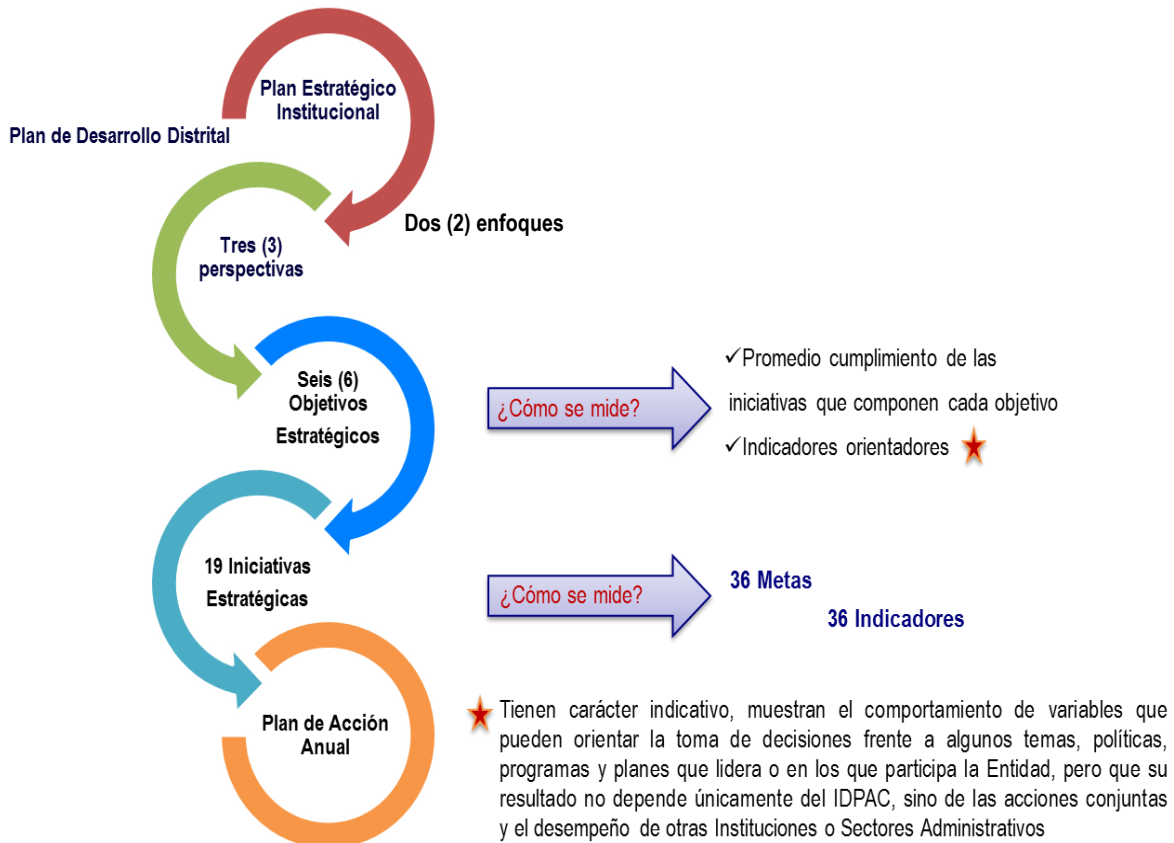 Plan Estratégico
Institucional
Plan de Desarrollo Distrital
Dos (2) enfoques
Tres (3)
perspectivas
Seis (6)
Objetivos
Estratégicos
¿Cómo se mide?
✓Promedio cumplimiento de las
iniciativas que componen cada objetivo
✓Indicadores orientadores
19 Iniciativas
Estratégicas
¿Cómo se mide?
36 Metas
36 Indicadores
Plan de Acción
Anual
Tienen carácter indicativo, muestran el comportamiento de variables que
pueden orientar la toma de decisiones frente a algunos temas, políticas,
programas y planes que lidera o en los que participa la Entidad, pero que su
resultado no depende únicamente del IDPAC, sino de las acciones conjuntas
y el desempeño de otras Instituciones o Sectores Administrativos